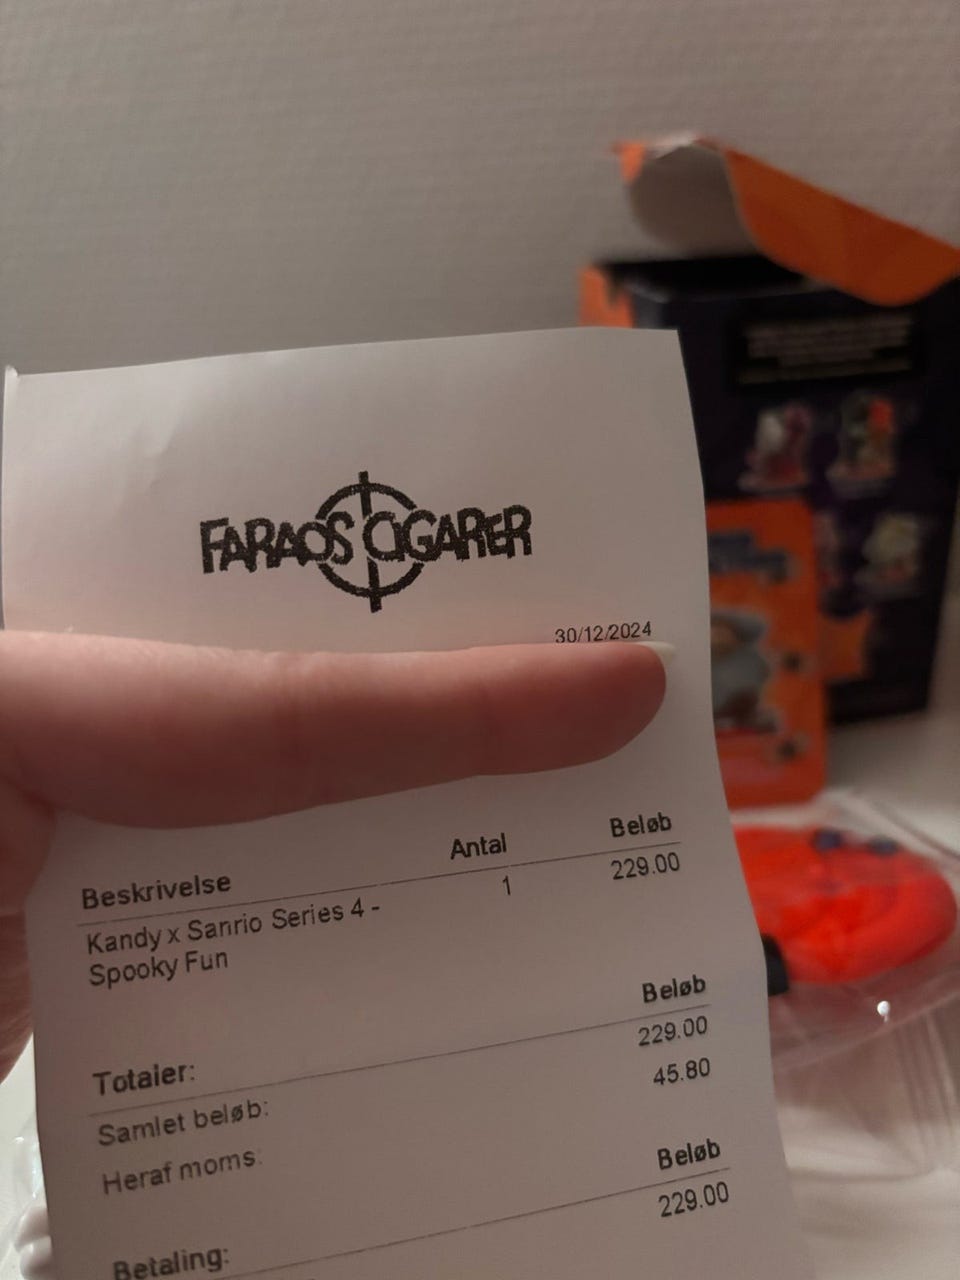 FARAOS CIGARER
30/12/2024
Beskrivelse Antal Beløb
Kandy x Sanrio Series 4 - 1 229.00
Spooky Fun
Totaler: Beløb
Samlet beløb: 229.00
Heraf moms: 45.80
Betaling: Beløb
229.00